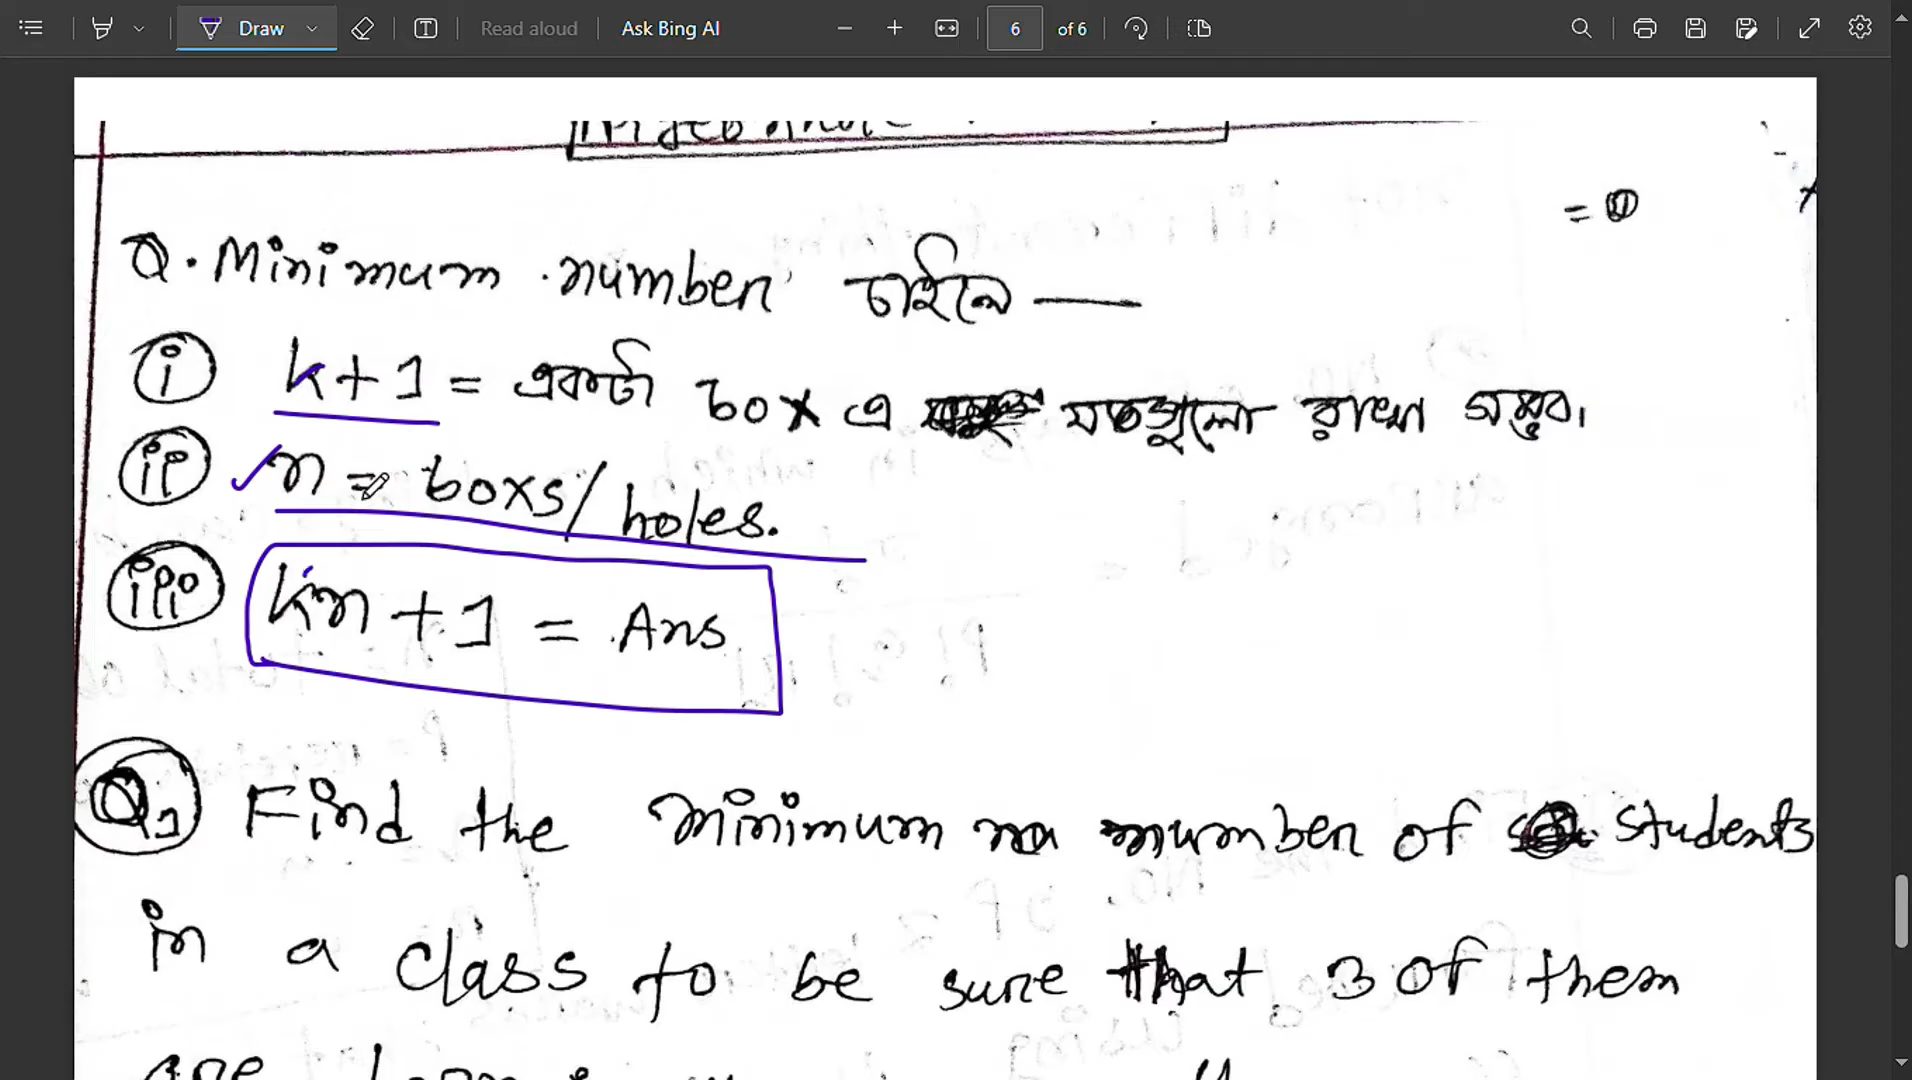 Draw
Read aloud
Ask Bing AI
6 of 6
= 0
Q. Minimum number চাইলে —
i k+1 = একটা box এ যতগুলো রাখা সম্ভব।
ii n = boxs/holes.
iii kn + 1 = Ans
Q1 Find the minimum number of students
in a class to be sure that 3 of them
are